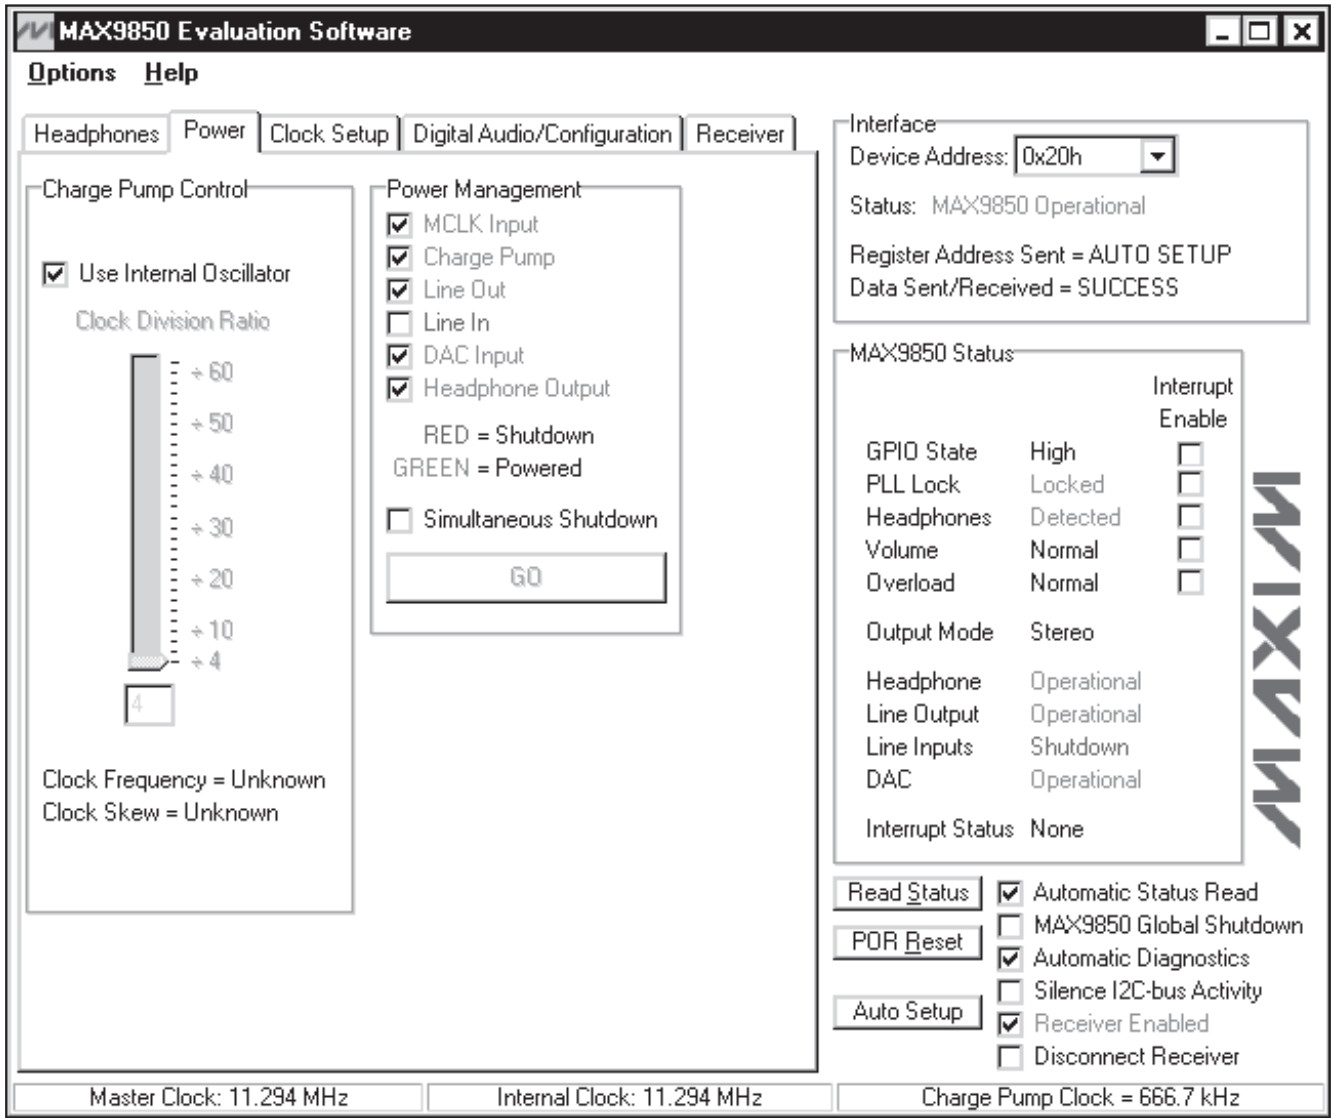 MAX9850 Evaluation Software
Options Help
Headphones Power Clock Setup Digital Audio/Configuration Receiver
Charge Pump Control
Use Internal Oscillator
Clock Division Ratio
÷ 60
÷ 50
÷ 40
÷ 30
÷ 20
÷ 10
÷ 4
4
Clock Frequency = Unknown
Clock Skew = Unknown
Power Management
MCLK Input
Charge Pump
Line Out
Line In
DAC Input
Headphone Output
RED = Shutdown
GREEN = Powered
Simultaneous Shutdown
GO
Interface
Device Address: 0x20h
Status: MAX9850 Operational
Register Address Sent = AUTO SETUP
Data Sent/Received = SUCCESS
MAX9850 Status
Interrupt
Enable
GPIO State High
PLL Lock Locked
Headphones Detected
Volume Normal
Overload Normal
Output Mode Stereo
Headphone Operational
Line Output Operational
Line Inputs Shutdown
DAC Operational
Interrupt Status None
MAXIM
Read Status
POR Reset
Auto Setup
Automatic Status Read
MAX9850 Global Shutdown
Automatic Diagnostics
Silence I2C-bus Activity
Receiver Enabled
Disconnect Receiver
Master Clock: 11.294 MHz
Internal Clock: 11.294 MHz
Charge Pump Clock = 666.7 kHz